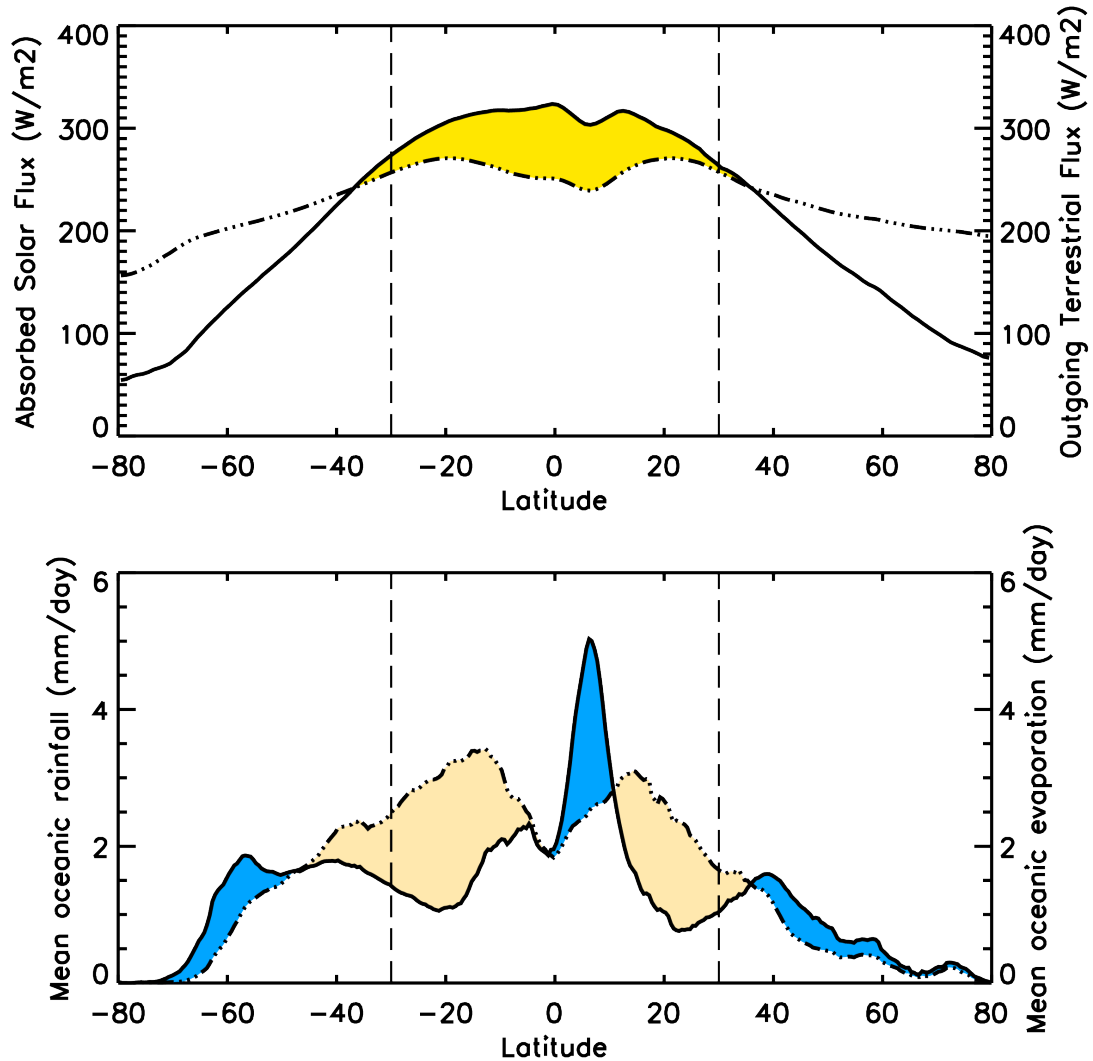 Absorbed Solar Flux (W/m2)
400
300
200
100
0
400
300
200
100
0
Outgoing Terrestrial Flux (W/m2)
-80 -60 -40 -20 0 20 40 60 80
Latitude
Mean oceanic rainfall (mm/day)
6
4
2
0
6
4
2
0
Mean oceanic evaporation (mm/day)
-80 -60 -40 -20 0 20 40 60 80
Latitude